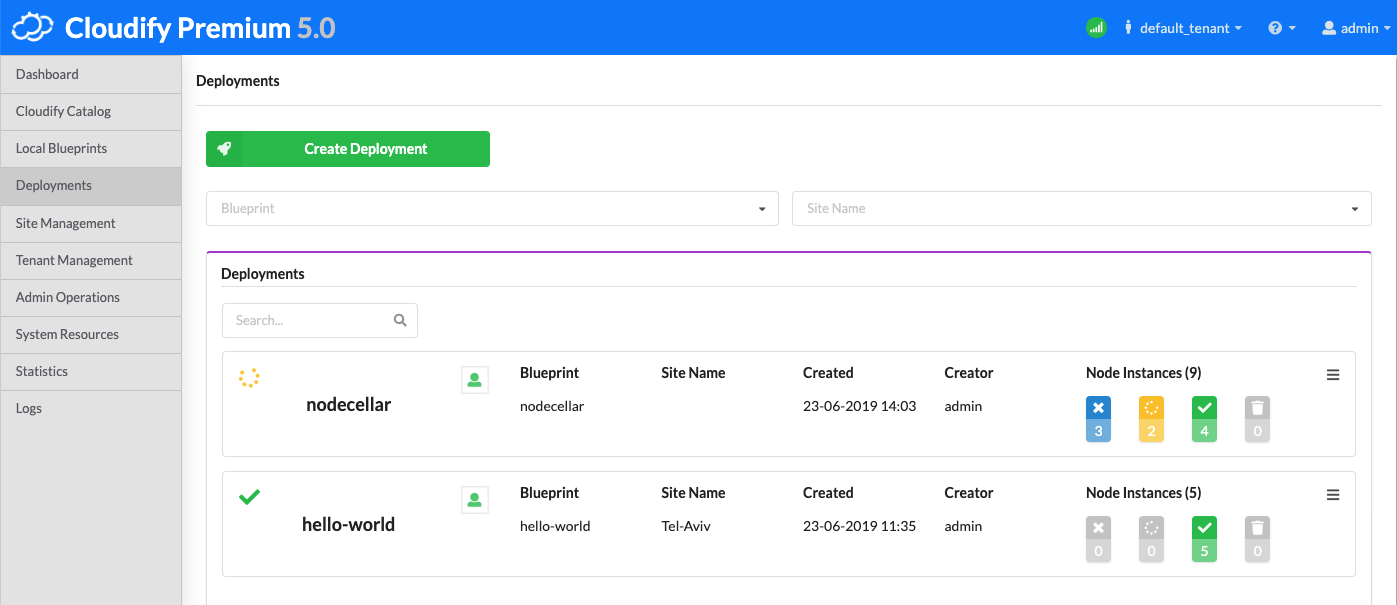 Cloudify Premium 5.0
default_tenant
admin
Dashboard
Cloudify Catalog
Local Blueprints
Deployments
Site Management
Tenant Management
Admin Operations
System Resources
Statistics
Logs
Deployments
Create Deployment
Blueprint
Site Name
Deployments
Search...
nodecellar
Blueprint
nodecellar
Site Name
Created
23-06-2019 14:03
Creator
admin
Node Instances (9)
3 2 4 0
hello-world
Blueprint
hello-world
Site Name
Tel-Aviv
Created
23-06-2019 11:35
Creator
admin
Node Instances (5)
0 0 5 0